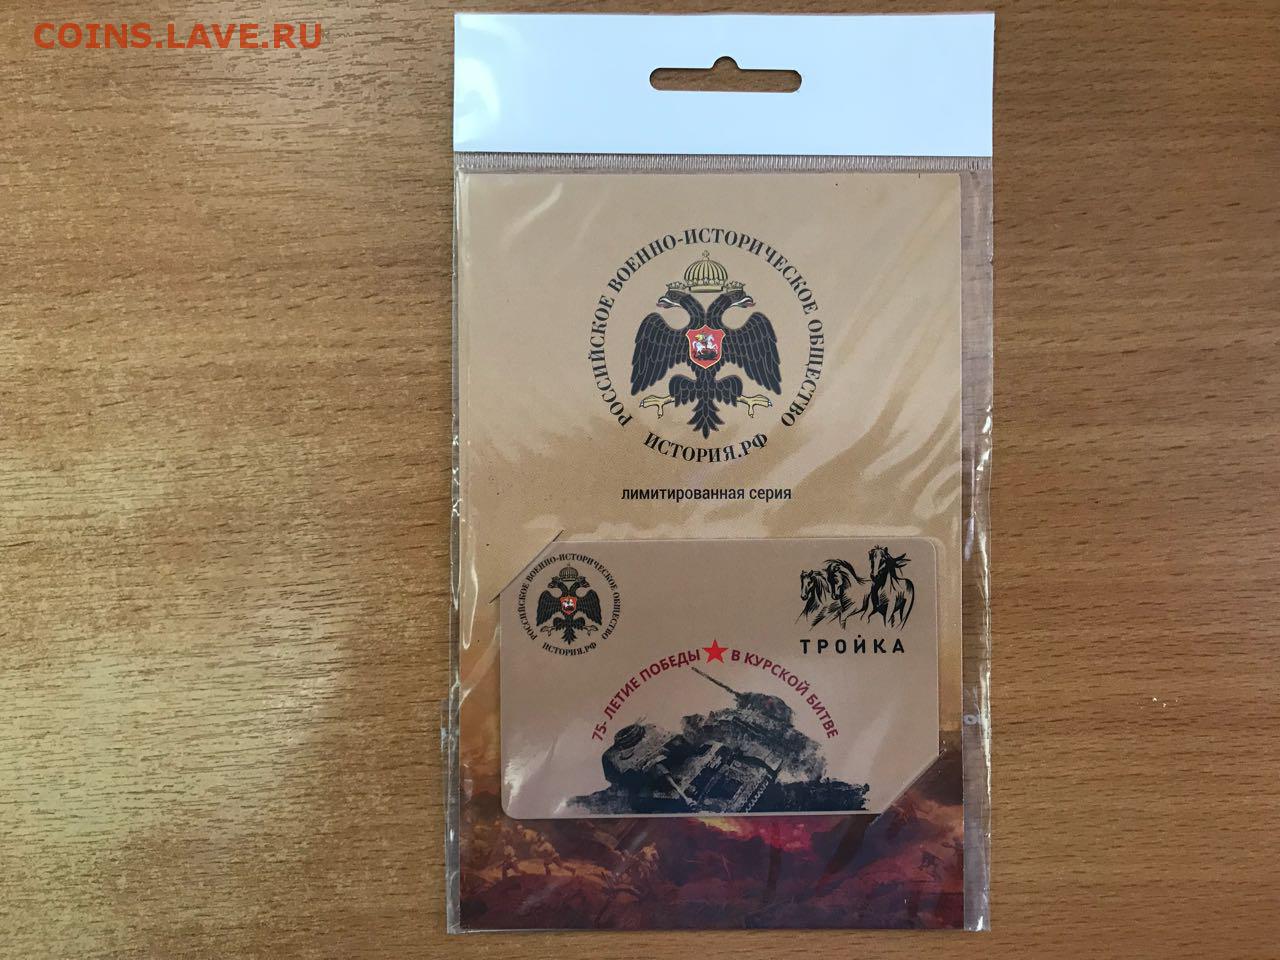 COINS.LAVE.RU
РОССИЙСКОЕ ВОЕННО-ИСТОРИЧЕСКОЕ ОБЩЕСТВО
ИСТОРИЯ.РФ
лимитированная серия
РОССИЙСКОЕ ВОЕННО-ИСТОРИЧЕСКОЕ ОБЩЕСТВО
ИСТОРИЯ.РФ
ТРОЙКА
75- ЛЕТИЕ ПОБЕДЫ В КУРСКОЙ БИТВЕ